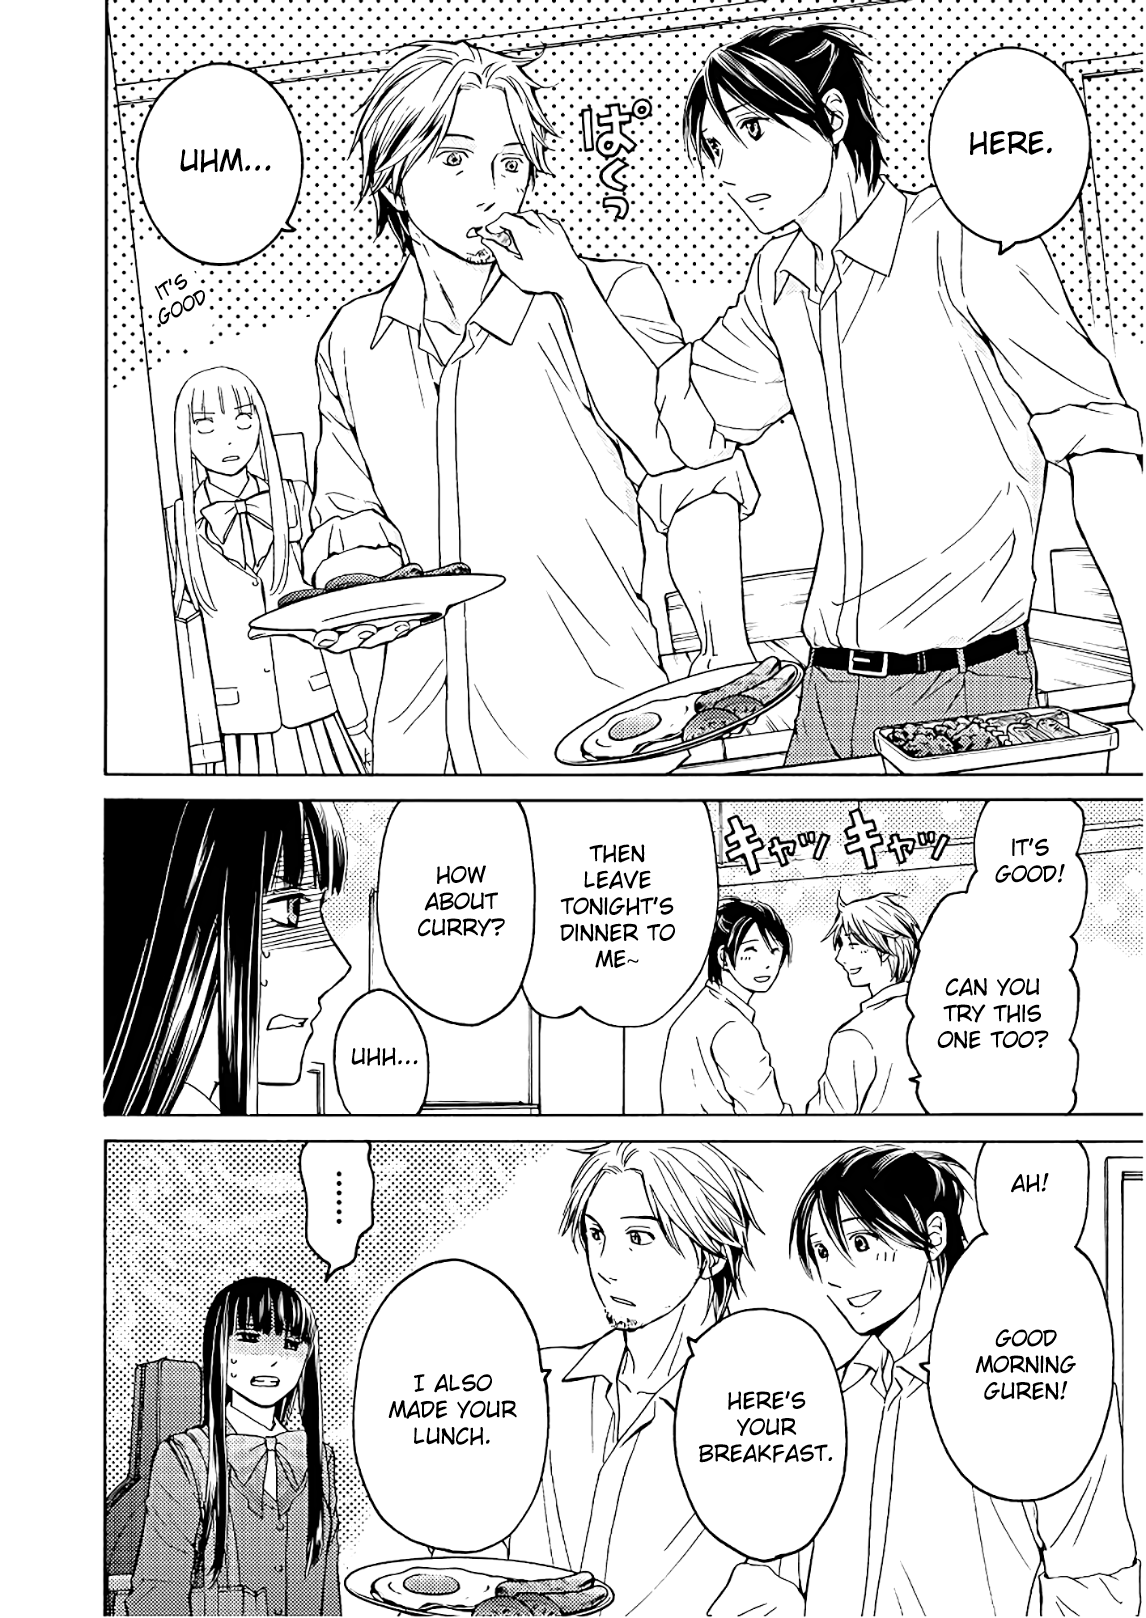 HERE.
ぱくっ
UHM...
IT'S
GOOD
IT'S
GOOD!
CAN YOU
TRY THIS
ONE TOO?
キャッ
キャッ
THEN
LEAVE
TONIGHT'S
DINNER TO
ME~
HOW
ABOUT
CURRY?
UHH...
AH!
GOOD
MORNING
GUREN!
HERE'S
YOUR
BREAKFAST.
I ALSO
MADE YOUR
LUNCH.
......